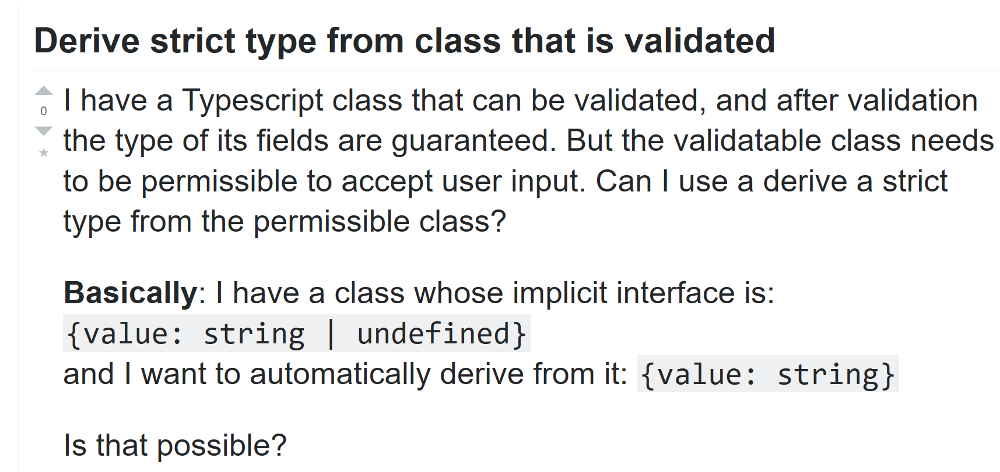 Derive strict type from class that is validated
0
I have a Typescript class that can be validated, and after validation
the type of its fields are guaranteed. But the validatable class needs
to be permissible to accept user input. Can I use a derive a strict
type from the permissible class?
Basically: I have a class whose implicit interface is:
{value: string | undefined}
and I want to automatically derive from it: {value: string}
Is that possible?